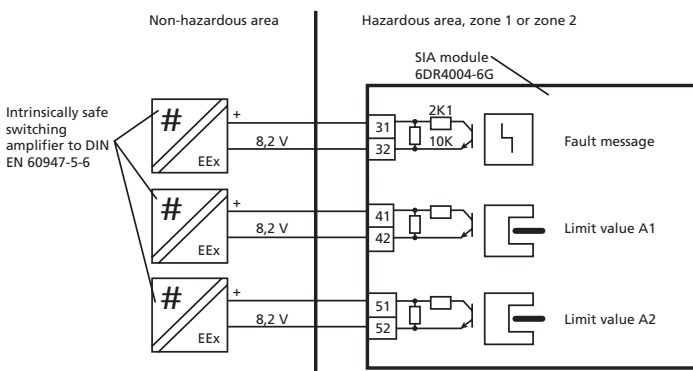 Non-hazardous area
Hazardous area, zone 1 or zone 2
SIA module
6DR4004-6G
Intrinsically safe
switching
amplifier to DIN
EN 60947-5-6
#
EEx
+
8,2 V
31
32
2K1
10K
Fault message
#
EEx
+
8,2 V
41
42
Limit value A1
#
EEx
+
8,2 V
51
52
Limit value A2